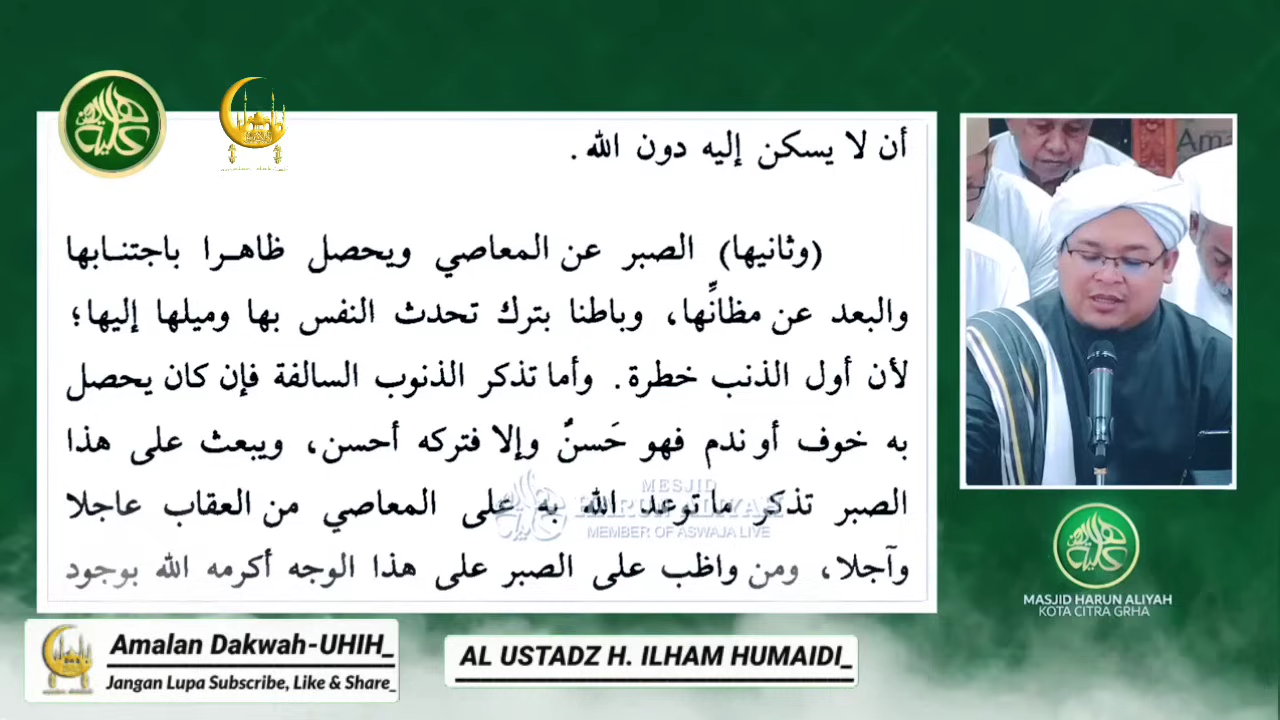 أن لا يسكن إليه دون الله.
(وثانيها) الصبر عن المعاصي ويحصل ظاهرا باجتنابها
والبعد عن مظانِّها، وباطنا بترك تحدث النفس بها وميلها إليها؛
لأن أول الذنب خطرة. وأما تذكر الذنوب السالفة فإن كان يحصل
به خوف أو ندم فهو حَسنٌ وإلا فتركه أحسن، ويبعث على هذا
الصبر تذكر ما توعد الله به على المعاصي من العقاب عاجلا
وآجلا، ومن واظب على الصبر على هذا الوجه أكرمه الله بوجود
MESJID
HARUN ALIYAH
MEMBER OF ASWAJA LIVE
Ama
MASJID HARUN ALIYAH
KOTA CITRA GRHA
Amalan Dakwah-UHIH_
Jangan Lupa Subscribe, Like & Share_
AL USTADZ H. ILHAM HUMAIDI_